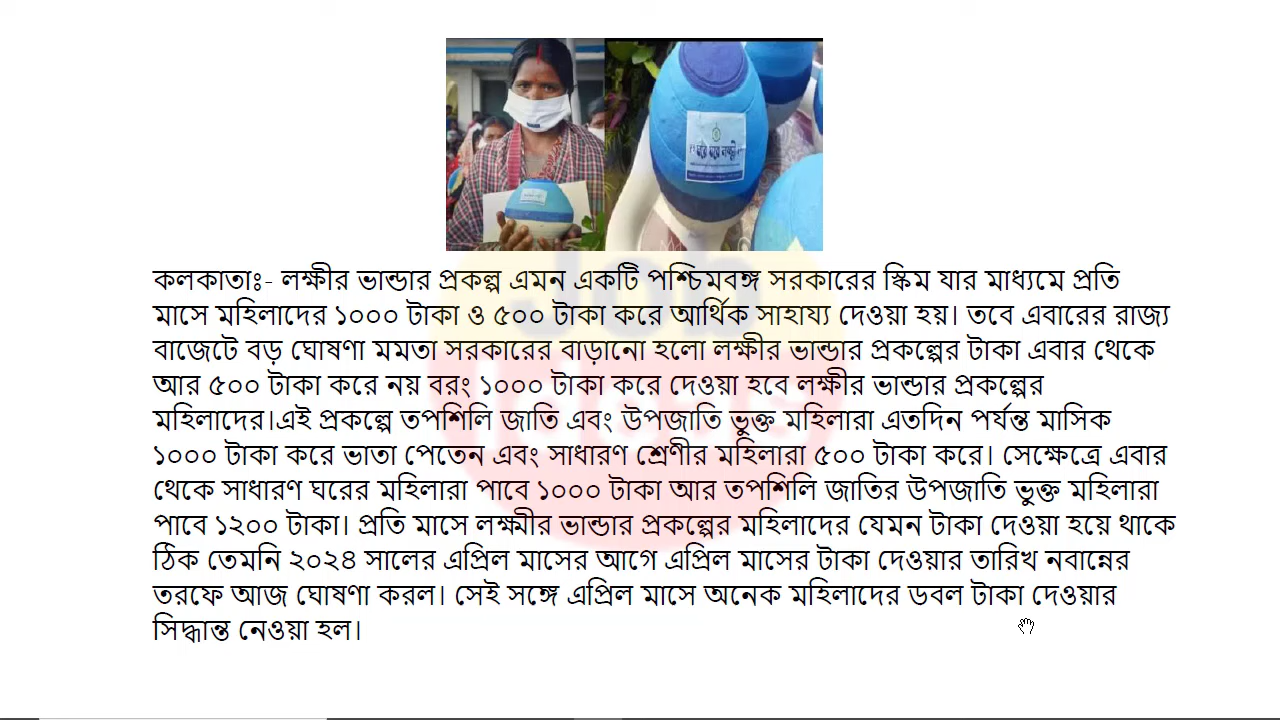 কলকাতাঃ- লক্ষীর ভান্ডার প্রকল্প এমন একটি পশ্চিমবঙ্গ সরকারের স্কিম যার মাধ্যমে প্রতি
মাসে মহিলাদের ১০০০ টাকা ও ৫০০ টাকা করে আর্থিক সাহায্য দেওয়া হয়। তবে এবারের রাজ্য
বাজেটে বড় ঘোষণা মমতা সরকারের বাড়ানো হলো লক্ষীর ভান্ডার প্রকল্পের টাকা এবার থেকে
আর ৫০০ টাকা করে নয় বরং ১০০০ টাকা করে দেওয়া হবে লক্ষীর ভান্ডার প্রকল্পের
মহিলাদের।এই প্রকল্পে তপশিলি জাতি এবং উপজাতি ভুক্ত মহিলারা এতদিন পর্যন্ত মাসিক
১০০০ টাকা করে ভাতা পেতেন এবং সাধারণ শ্রেণীর মহিলারা ৫০০ টাকা করে। সেক্ষেত্রে এবার
থেকে সাধারণ ঘরের মহিলারা পাবে ১০০০ টাকা আর তপশিলি জাতির উপজাতি ভুক্ত মহিলারা
পাবে ১২০০ টাকা। প্রতি মাসে লক্ষ্মীর ভান্ডার প্রকল্পের মহিলাদের যেমন টাকা দেওয়া হয়ে থাকে
ঠিক তেমনি ২০২৪ সালের এপ্রিল মাসের আগে এপ্রিল মাসের টাকা দেওয়ার তারিখ নবান্নের
তরফে আজ ঘোষণা করল। সেই সঙ্গে এপ্রিল মাসে অনেক মহিলাদের ডবল টাকা দেওয়ার
সিদ্ধান্ত নেওয়া হল।